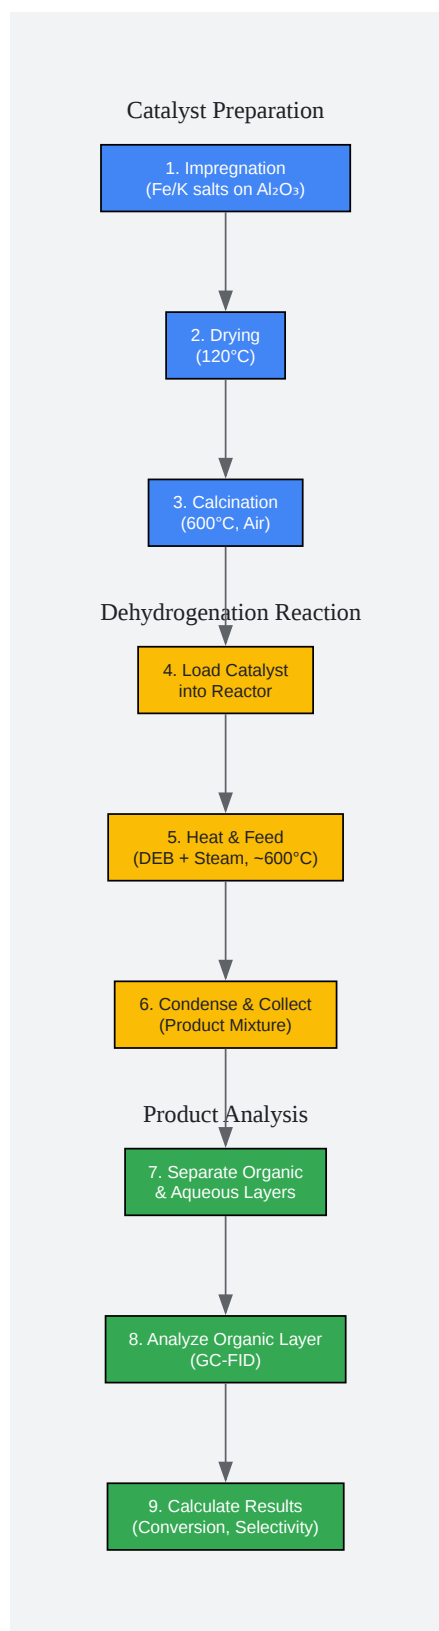 Catalyst Preparation
1. Impregnation
(Fe/K salts on Al₂O₃)
2. Drying
(120°C)
3. Calcination
(600°C, Air)
Dehydrogenation Reaction
4. Load Catalyst
into Reactor
5. Heat & Feed
(DEB + Steam, ~600°C)
6. Condense & Collect
(Product Mixture)
Product Analysis
7. Separate Organic
& Aqueous Layers
8. Analyze Organic Layer
(GC-FID)
9. Calculate Results
(Conversion, Selectivity)